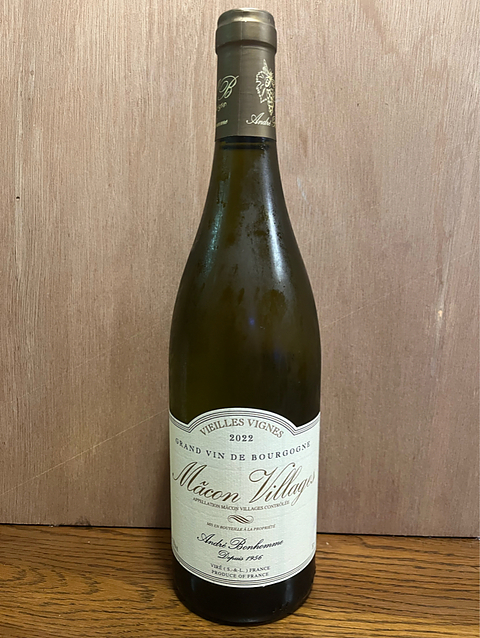 B
André
VIEILLES VIGNES
2022
GRAND VIN DE BOURGOGNE
Mâcon Villages
APPELLATION MÂCON VILLAGES CONTRÔLÉE
MIS EN BOUTEILLE À LA PROPRIÉTÉ
André Bonhomme
Depuis 1956
VIRÉ (S.-&-L.) FRANCE
PRODUCE OF FRANCE